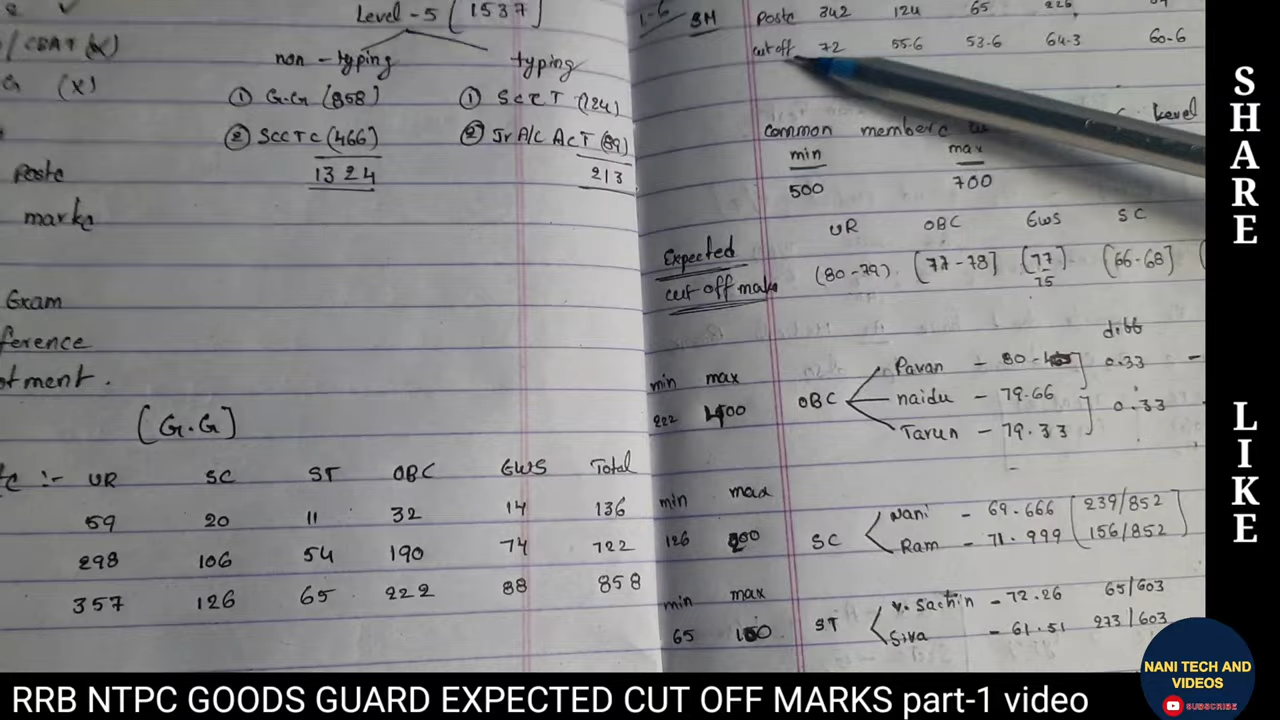 Level - 5 ( 1537 )
non - typing typing
① G.G (858) ① SCCT (124)
② SCCTC (466) ② Jr A/C ACT (89)
1324 213
Posts
marks
Exam
ference
otment.
[G.G]
:- UR SC ST OBC EWS Total
59 20 11 32 14 136
298 106 54 190 74 722
357 126 65 222 88 858
L-6 SM Posts 342 124 65
cut off 72 55.6 53.6 64.3 60.6
common members Level
min max
500 700
UR OBC EWS SC
Expected (80-79) [77-78] [77 75] [66-68]
cut off marks
diff
min max
222 400 OBC Pavan - 80 0.33
naidu - 79.66
Tarun - 79.33 0.33
min max
126 200 SC Nani - 69.666 [239/852]
Ram - 71.999 [156/852]
min max
65 ST V. Sachin - 72.26 65/603
Siva - 61.51 273/603
SHARE
LIKE
NANI TECH AND
VIDEOS
SUBSCRIBE
RRB NTPC GOODS GUARD EXPECTED CUT OFF MARKS part-1 video